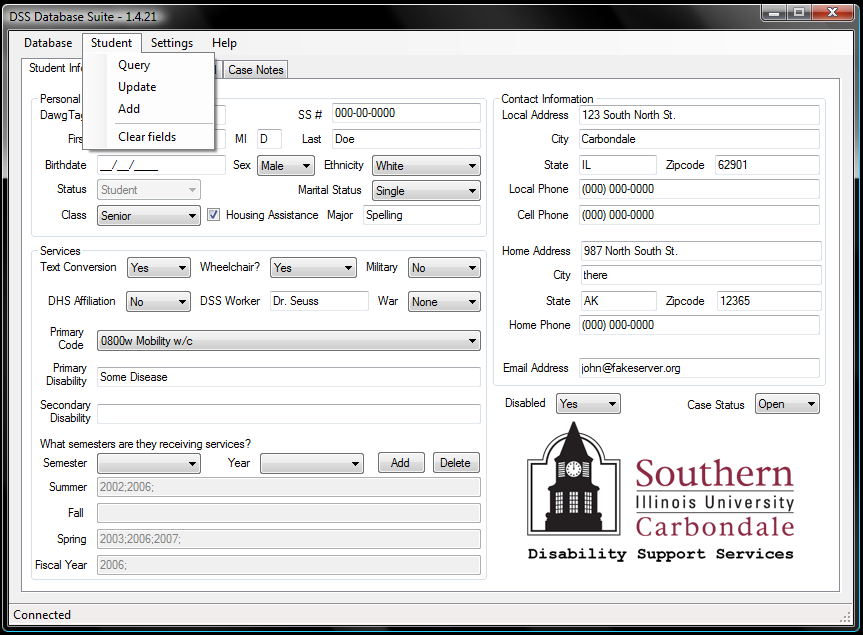 DSS Database Suite - 1.4.21
Database Student Settings Help
Query
Update
Add
Clear fields
Student Info Case Notes
Personal
DawgTag SS # 000-00-0000
First MI D Last Doe
Birthdate __/__/____ Sex Male Ethnicity White
Status Student Marital Status Single
Class Senior Housing Assistance Major Spelling
Services
Text Conversion Yes Wheelchair? Yes Military No
DHS Affiliation No DSS Worker Dr. Seuss War None
Primary
Code 0800w Mobility w/c
Primary
Disability Some Disease
Secondary
Disability
What semesters are they receiving services?
Semester Year Add Delete
Summer 2002;2006;
Fall
Spring 2003;2006;2007;
Fiscal Year 2006;
Contact Information
Local Address 123 South North St.
City Carbondale
State IL Zipcode 62901
Local Phone (000) 000-0000
Cell Phone (000) 000-0000
Home Address 987 North South St.
City there
State AK Zipcode 12365
Home Phone (000) 000-0000
Email Address john@fakeserver.org
Disabled Yes Case Status Open
Southern
Illinois University
Carbondale
Disability Support Services
Connected